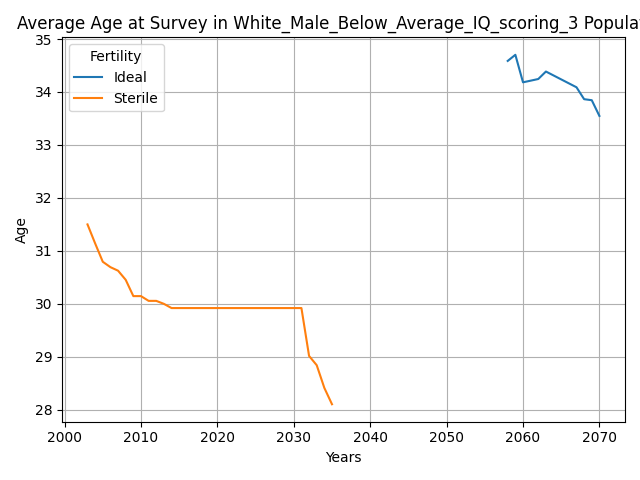 Average Age at Survey in White_Male_Below_Average_IQ_scoring_3 Popula
Fertility
Ideal
Sterile
35
34
33
32
31
30
29
28
Age
2000 2010 2020 2030 2040 2050 2060 2070
Years